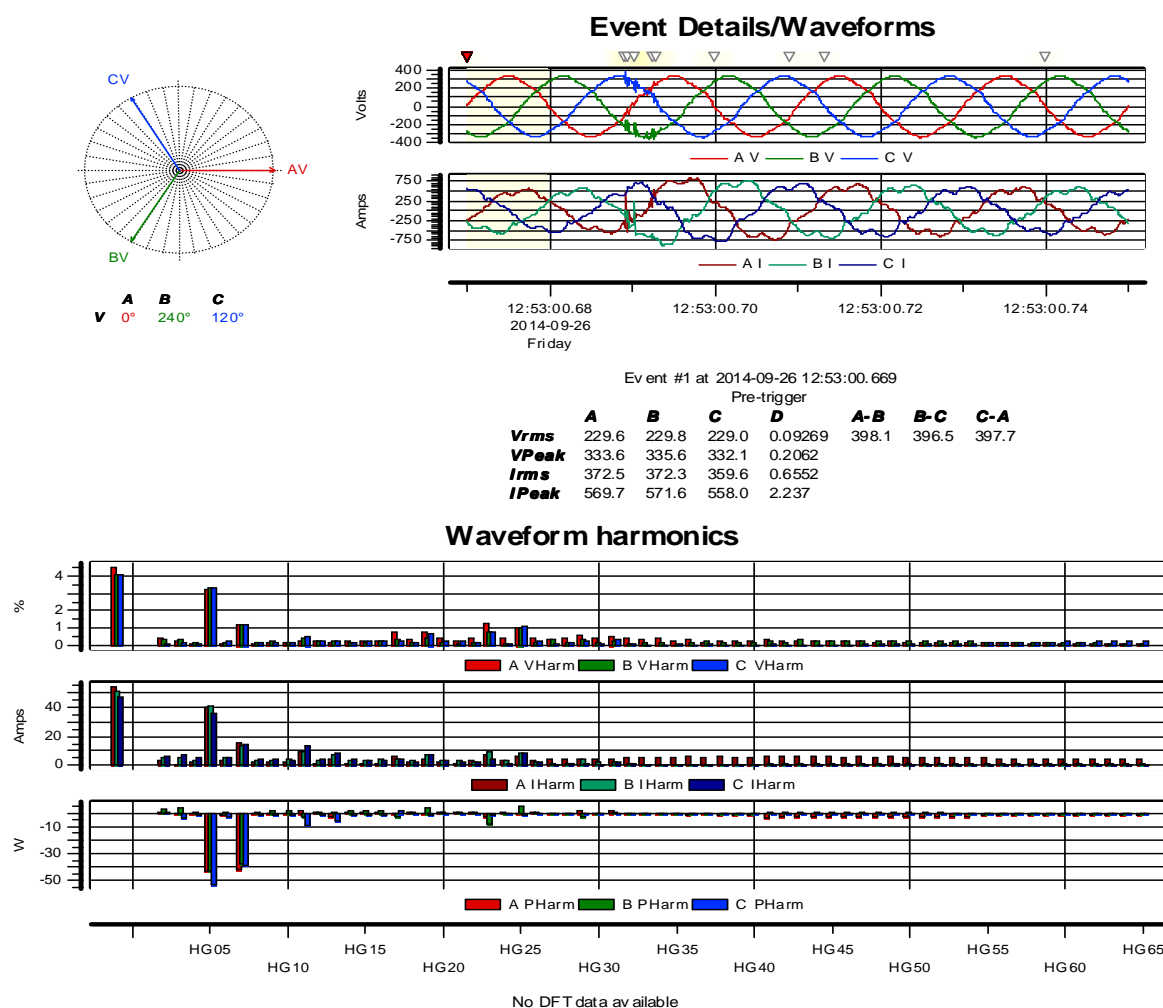 Event Details/Waveforms
CV
AV
BV
A B C
V 0° 240° 120°
Volts
400
200
0
-200
-400
A V B V C V
Amps
750
250
-250
-750
A I B I C I
12:53:00.68 12:53:00.70 12:53:00.72 12:53:00.74
2014-09-26
Friday
Event #1 at 2014-09-26 12:53:00.669
Pre-trigger
A B C D A-B B-C C-A
Vrms 229.6 229.8 229.0 0.09269 398.1 396.5 397.7
VPeak 333.6 335.6 332.1 0.2062
Irms 372.5 372.3 359.6 0.6552
IPeak 569.7 571.6 558.0 2.237
Waveform harmonics
%
4
2
1
0
A VHarm B VHarm C VHarm
Amps
40
20
0
A IHarm B IHarm C IHarm
W
-10
-30
-50
A PHarm B PHarm C PHarm
HG05 HG15 HG25 HG35 HG45 HG55 HG65
HG10 HG20 HG30 HG40 HG50 HG60
No DFT data available